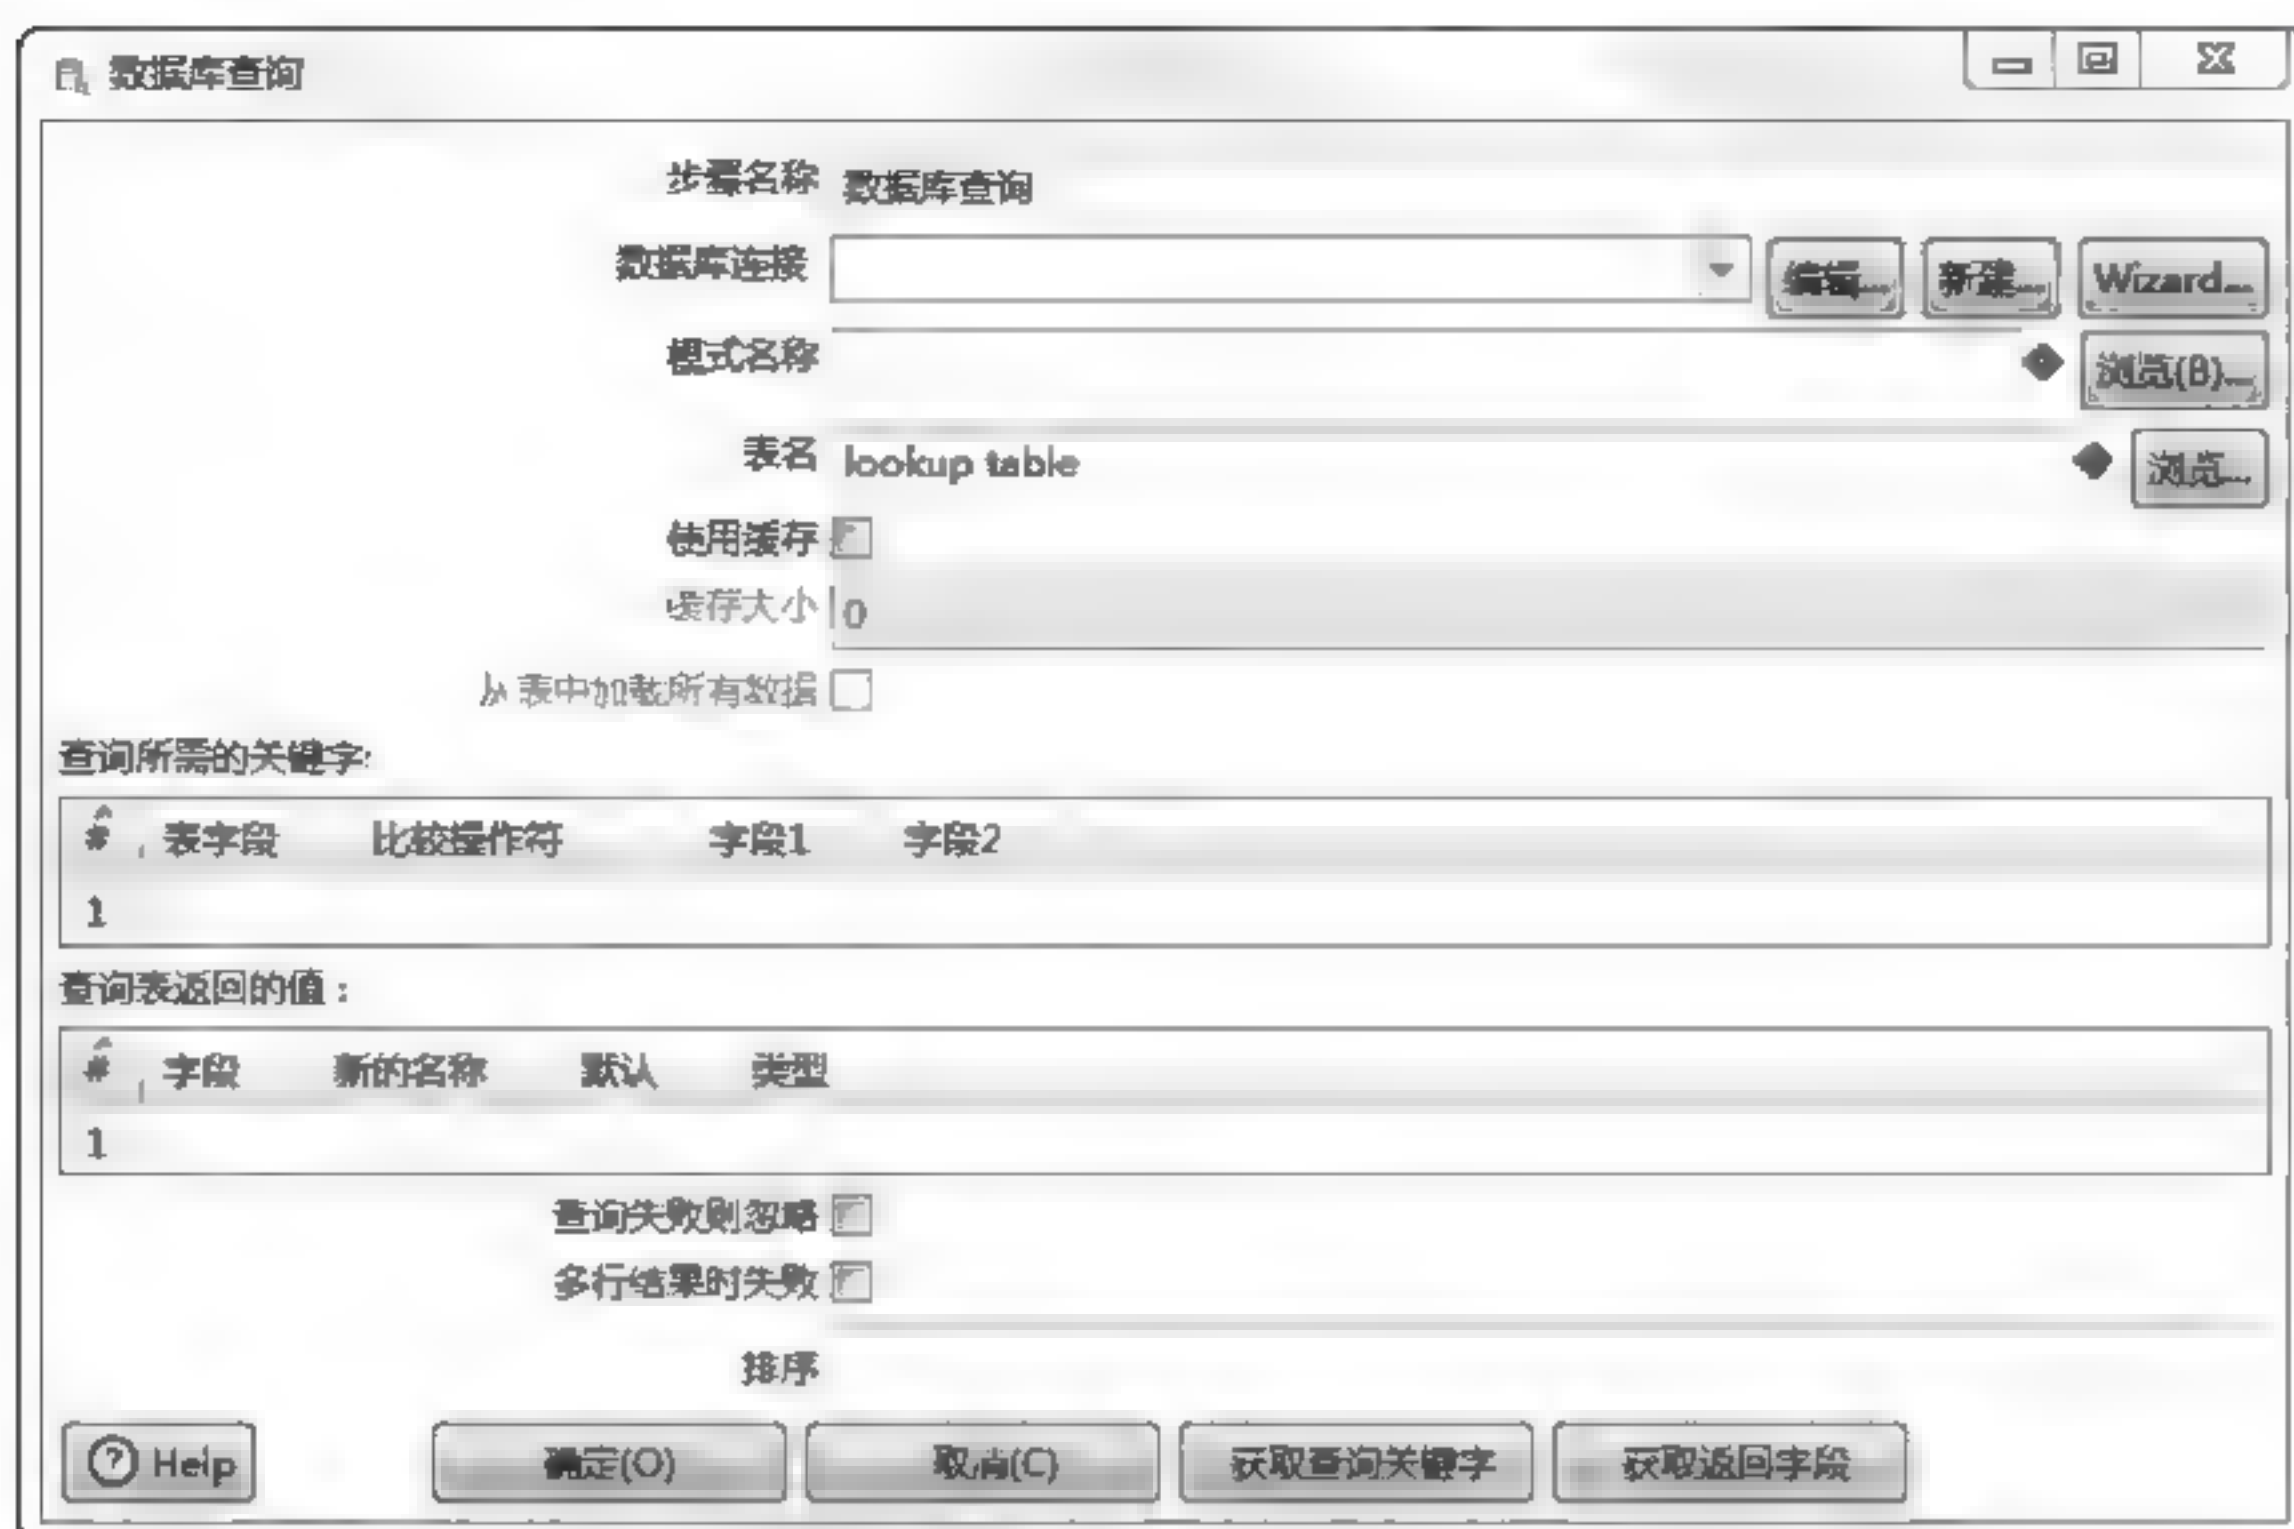 数据库查询
步骤名称 数据库查询
数据库连接 编辑... 新建... Wizard...
模式名称 浏览(B)...
表名 lookup table 浏览...
使用缓存
缓存大小 0
从表中加载所有数据
查询所需的关键字:
# 表字段 比较操作符 字段1 字段2
1
查询表返回的值：
# 字段 新的名称 默认 类型
1
查询失败则忽略
多行结果时失败
排序
Help 确定(O) 取消(C) 获取查询关键字 获取返回字段